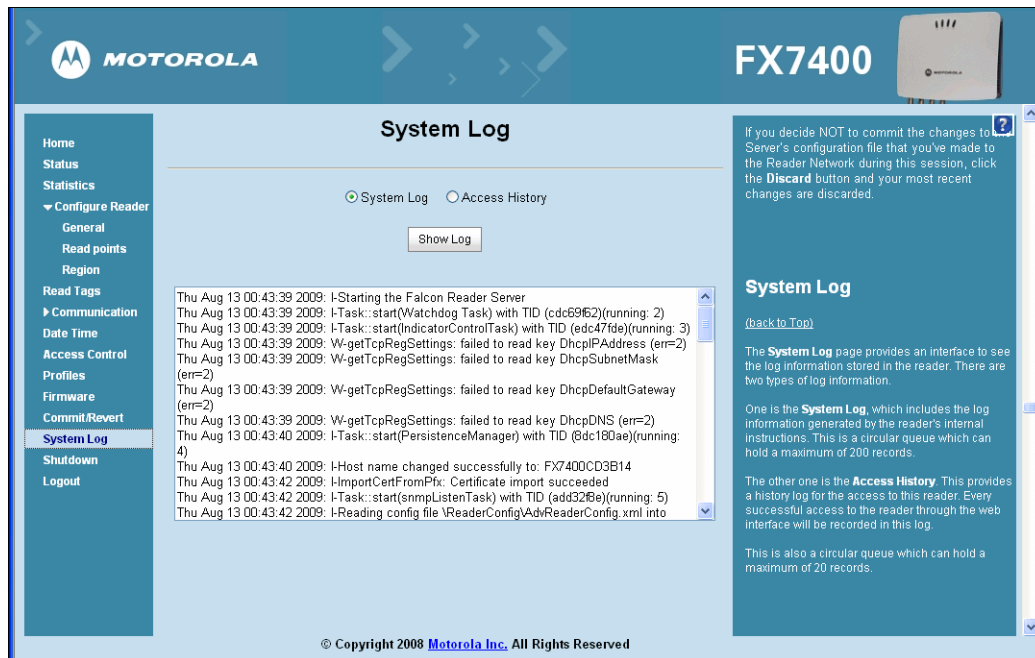 MOTOROLA
FX7400
MOTOROLA
Home
Status
Statistics
Configure Reader
General
Read points
Region
Read Tags
Communication
Date Time
Access Control
Profiles
Firmware
Commit/Revert
System Log
Shutdown
Logout
System Log
System Log Access History
Show Log
Thu Aug 13 00:43:39 2009: I-Starting the Falcon Reader Server
Thu Aug 13 00:43:39 2009: I-Task::start(Watchdog Task) with TID (cdc69f62)(running: 2)
Thu Aug 13 00:43:39 2009: I-Task::start(IndicatorControlTask) with TID (edc47fde)(running: 3)
Thu Aug 13 00:43:39 2009: W-getTcpRegSettings: failed to read key DhcpIPAddress (err=2)
Thu Aug 13 00:43:39 2009: W-getTcpRegSettings: failed to read key DhcpSubnetMask
(err=2)
Thu Aug 13 00:43:39 2009: W-getTcpRegSettings: failed to read key DhcpDefaultGateway
(err=2)
Thu Aug 13 00:43:39 2009: W-getTcpRegSettings: failed to read key DhcpDNS (err=2)
Thu Aug 13 00:43:40 2009: I-Task::start(PersistenceManager) with TID (8dc180ae)(running:
4)
Thu Aug 13 00:43:40 2009: I-Host name changed successfully to: FX7400CD3B14
Thu Aug 13 00:43:42 2009: I-ImportCertFromPfx: Certificate import succeeded
Thu Aug 13 00:43:42 2009: I-Task::start(snmpListenTask) with TID (add32f8e)(running: 5)
Thu Aug 13 00:43:42 2009: I-Reading config file \ReaderConfig\AdvReaderConfig.xml into
© Copyright 2008 Motorola Inc. All Rights Reserved
?
If you decide NOT to commit the changes to the
Server's configuration file that you've made to
the Reader Network during this session, click
the Discard button and your most recent
changes are discarded.
System Log
(back to Top)
The System Log page provides an interface to see
the log information stored in the reader. There are
two types of log information.
One is the System Log, which includes the log
information generated by the reader's internal
instructions. This is a circular queue which can
hold a maximum of 200 records.
The other one is the Access History. This provides
a history log for the access to this reader. Every
successful access to the reader through the web
interface will be recorded in this log.
This is also a circular queue which can hold a
maximum of 20 records.